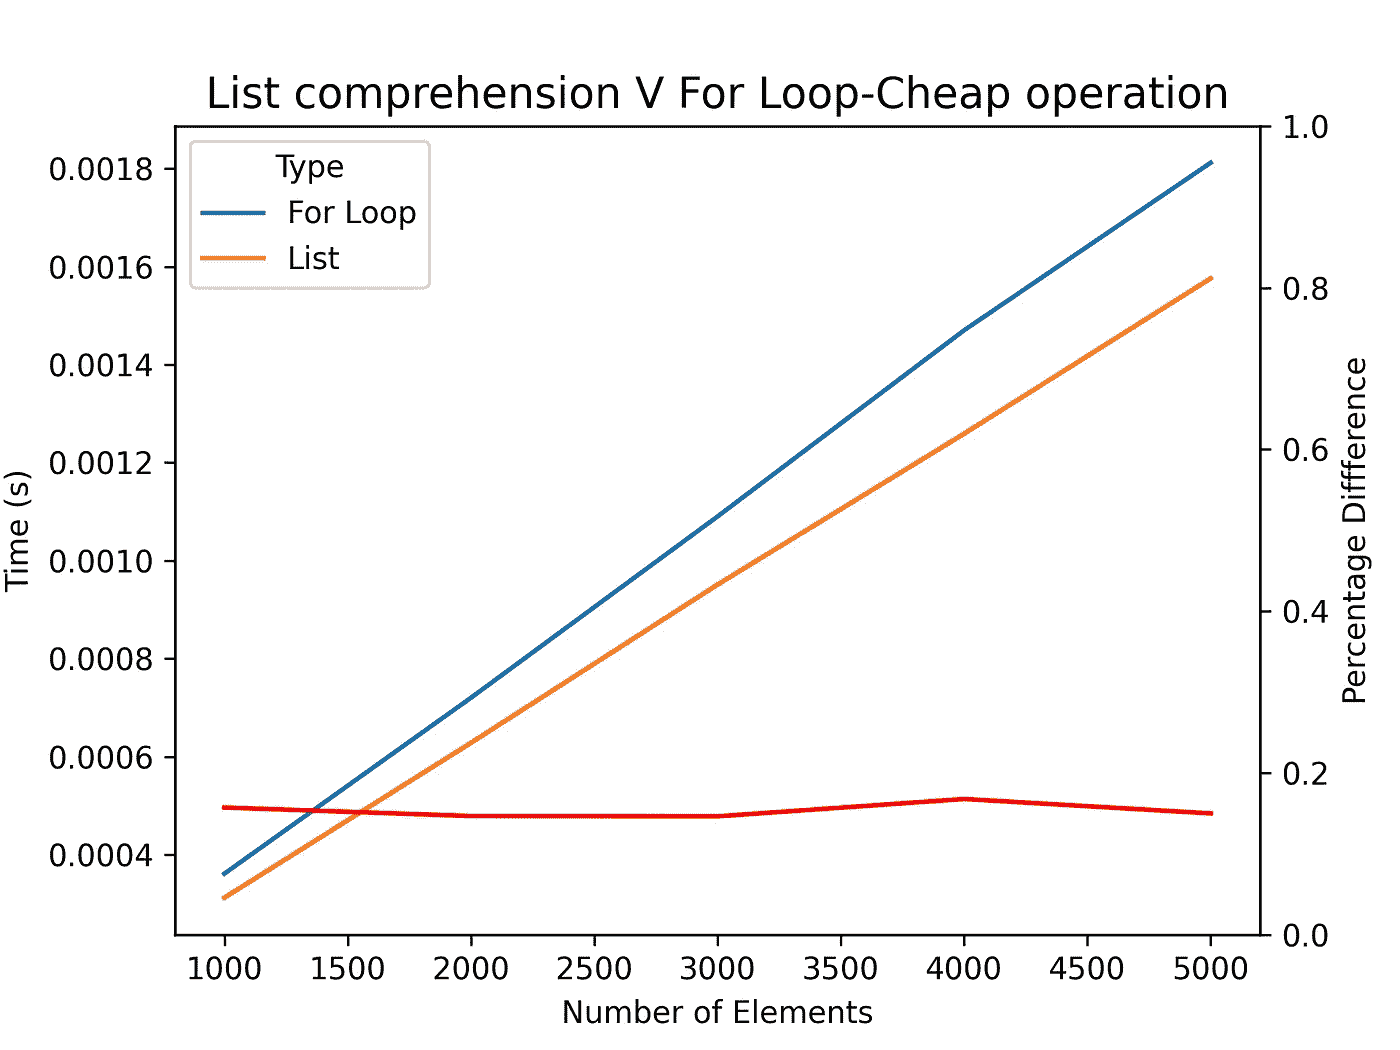 List comprehension V For Loop-Cheap operation
Type
For Loop
List
0.0018
0.0016
0.0014
0.0012
0.0010
0.0008
0.0006
0.0004
Time (s)
1.0
0.8
0.6
0.4
0.2
0.0
Percentage Difference
1000 1500 2000 2500 3000 3500 4000 4500 5000
Number of Elements